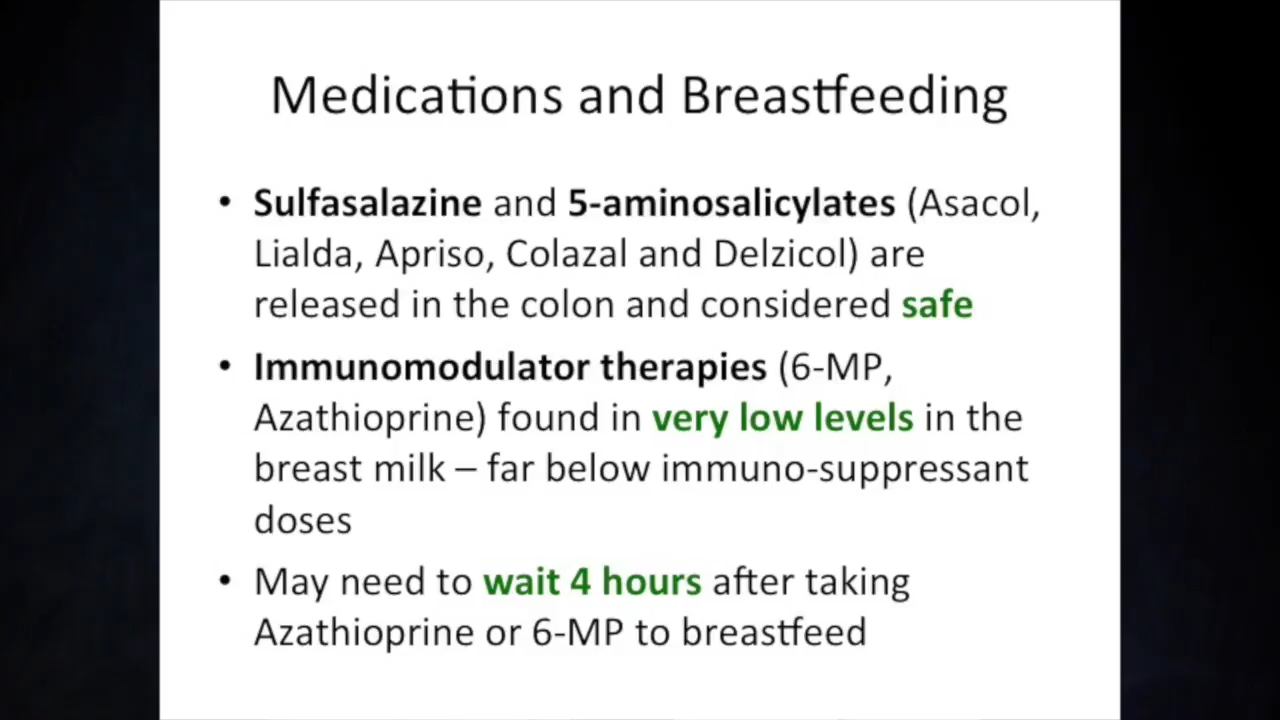 Medications and Breastfeeding
• Sulfasalazine and 5-aminosalicylates (Asacol,
Lialda, Apriso, Colazal and Delzicol) are
released in the colon and considered safe
• Immunomodulator therapies (6-MP,
Azathioprine) found in very low levels in the
breast milk – far below immuno-suppressant
doses
• May need to wait 4 hours after taking
Azathioprine or 6-MP to breastfeed